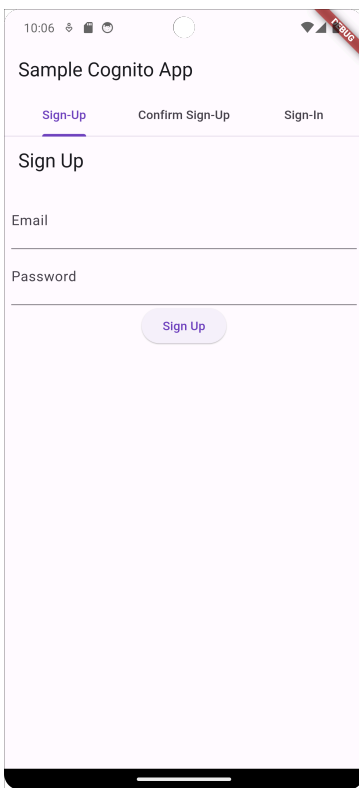 10:06
DEBUG
Sample Cognito App
Sign-Up Confirm Sign-Up Sign-In
Sign Up
Email
Password
Sign Up